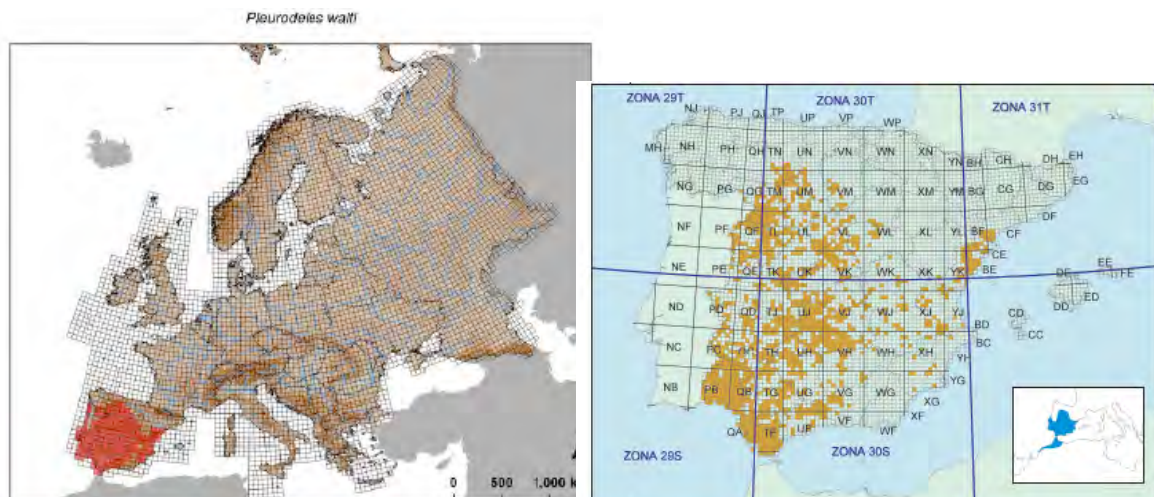 Pleurodeles waltl
0 500 1,000 k
ZONA 29T ZONA 30T ZONA 31T
NJ PJ QJ TP UP VP WP
MH NH PH QH TN UN VN WN XN YN BH CH DH EH
NG PG QG TM UM VM WM XM YM BG CG DG EG
NF PF QF TL UL VL WL XL YL BF CF DF
NE PE QE TK UK VK WK XK YK BE CE DE EE FE
ND PD QD TJ UJ VJ WJ XJ YJ BD CD DD ED
NC PC TH UH VH WH XH YH BC CC
NB PB QB TG UG VG WG XG YG
QA TF UF VF WF XF
ZONA 29S ZONA 30S